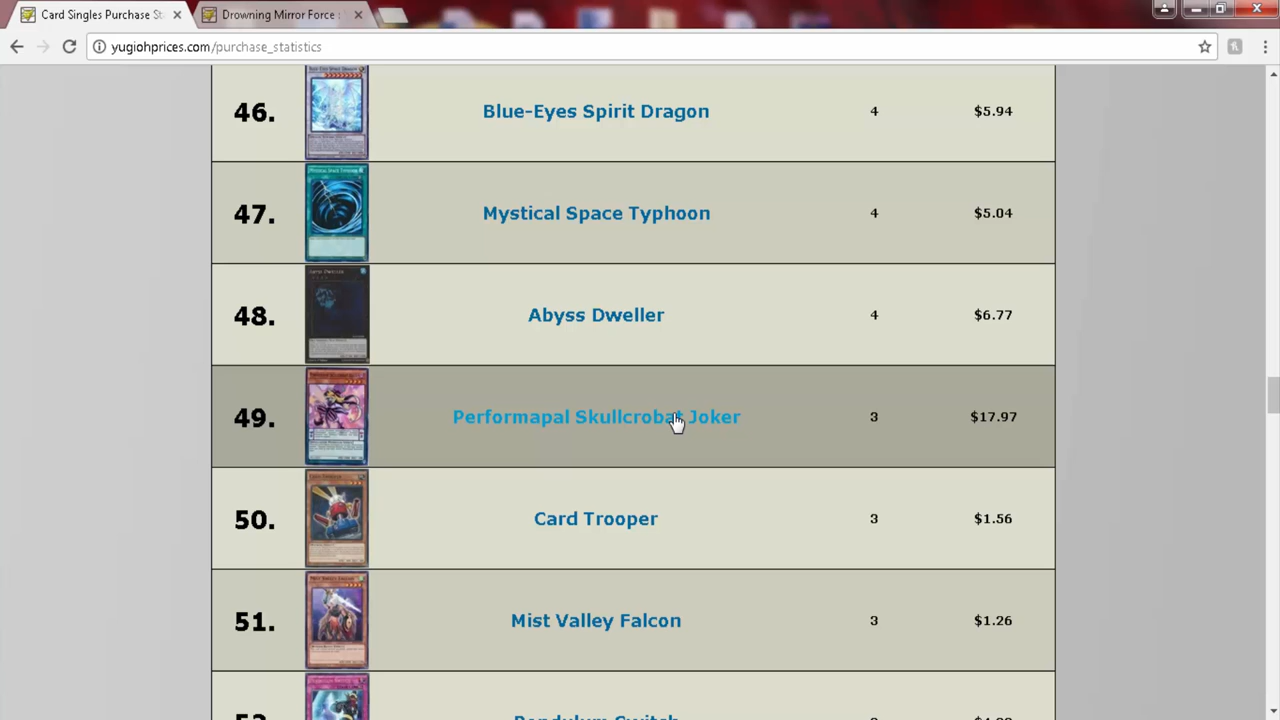 Card Singles Purchase St
Drowning Mirror Force
yugiohprices.com/purchase_statistics
46. Blue-Eyes Spirit Dragon 4 $5.94
47. Mystical Space Typhoon 4 $5.04
48. Abyss Dweller 4 $6.77
49. Performapal Skullcrobat Joker 3 $17.97
50. Card Trooper 3 $1.56
51. Mist Valley Falcon 3 $1.26